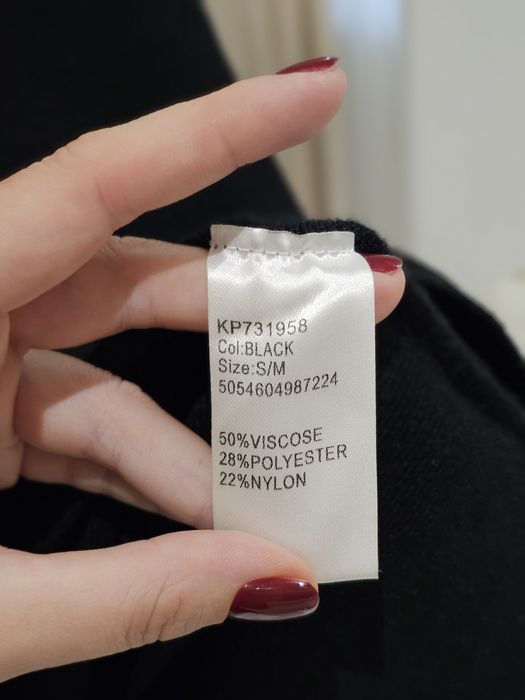 KP731958
Col:BLACK
Size:S/M
5054604987224
50%VISCOSE
28%POLYESTER
22%NYLON